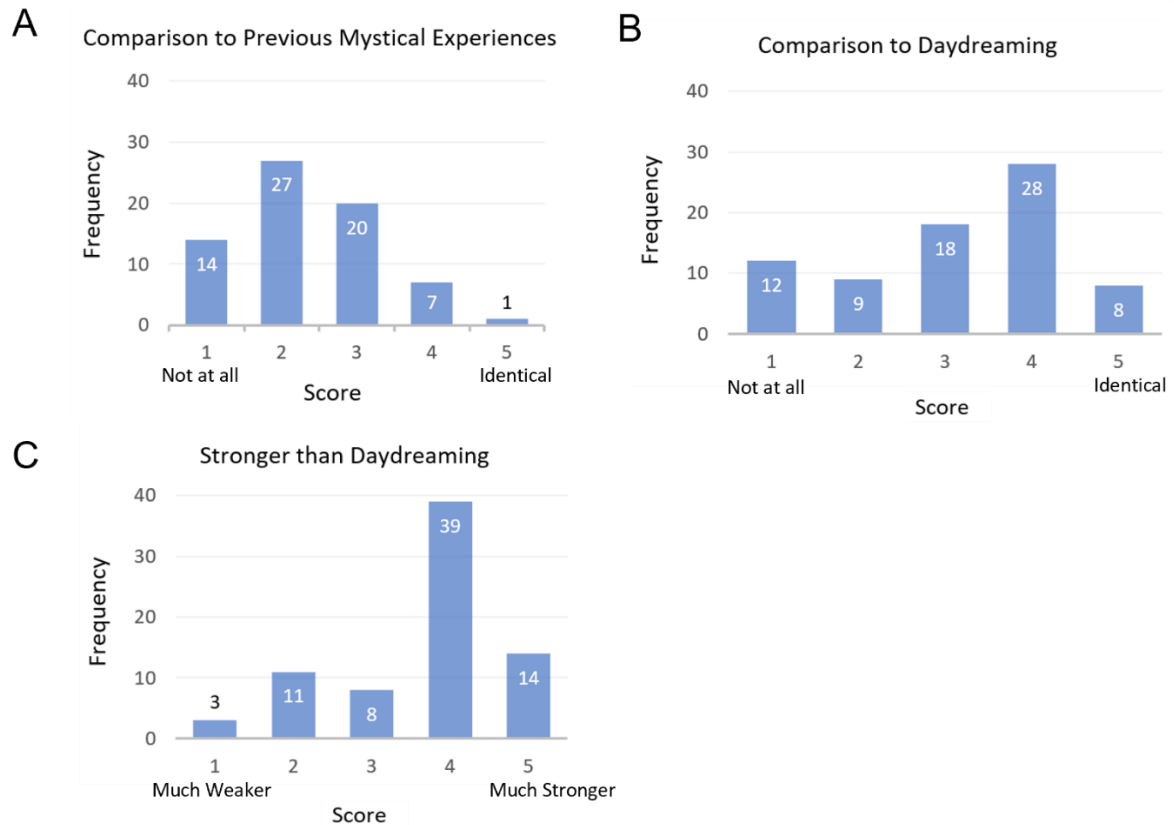 A
Comparison to Previous Mystical Experiences
40
30
20
10
0
Frequency
14
27
20
7
1
1
2
3
4
5
Not at all
Identical
Score
B
Comparison to Daydreaming
40
30
20
10
0
Frequency
12
9
18
28
8
1
2
3
4
5
Not at all
Identical
Score
C
Stronger than Daydreaming
40
30
20
10
0
Frequency
3
11
8
39
14
1
2
3
4
5
Much Weaker
Much Stronger
Score